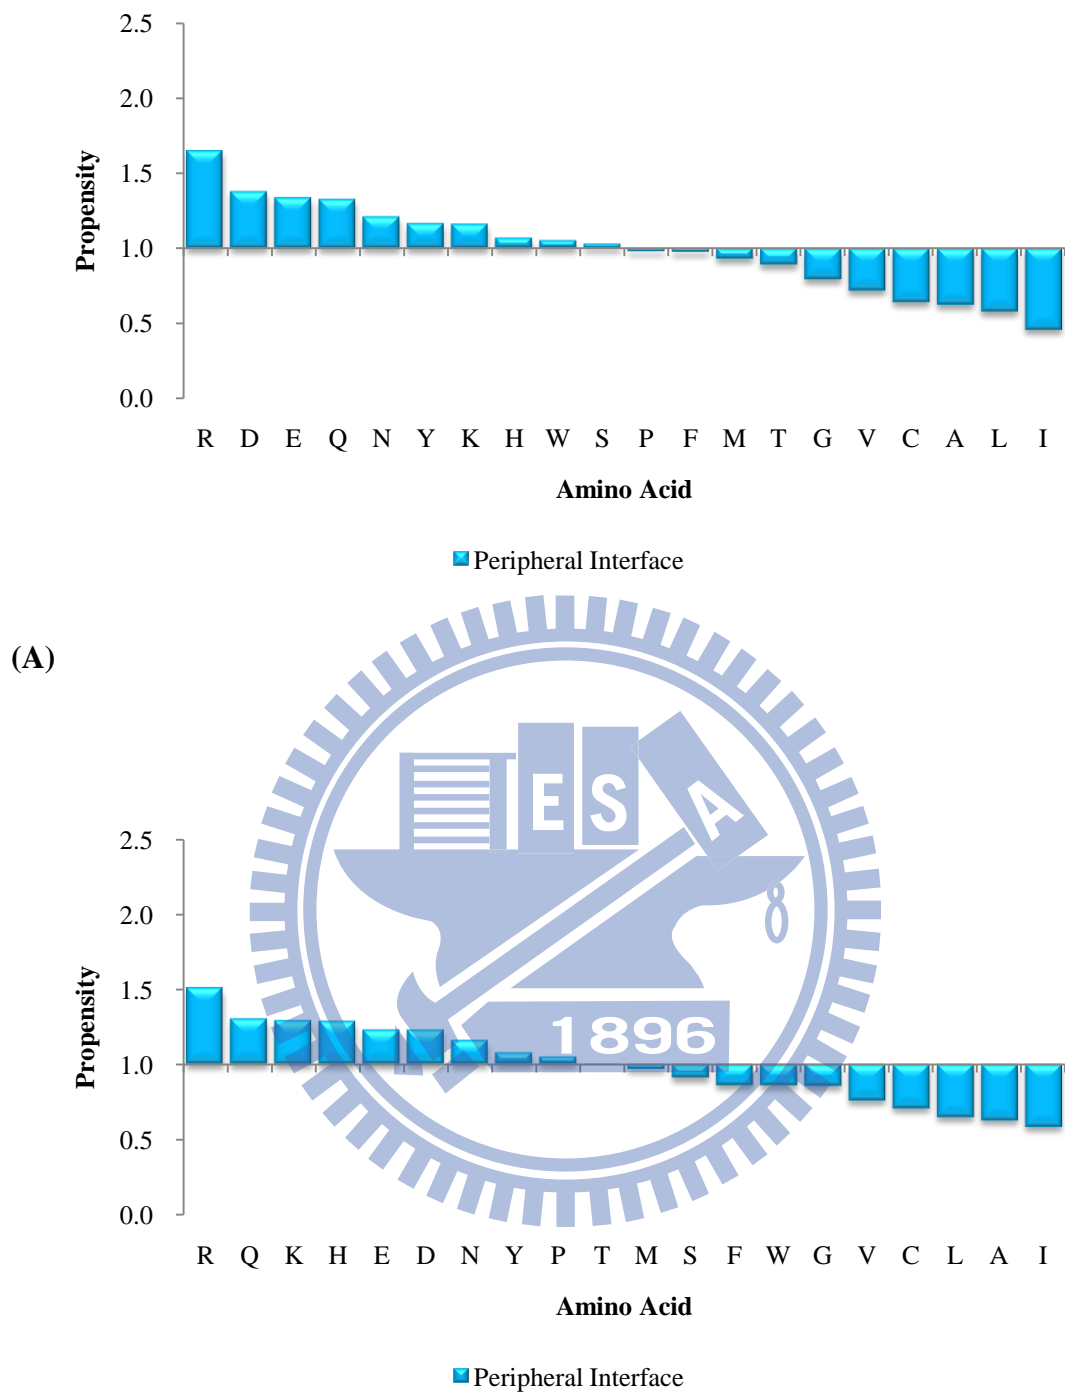 2.5
2.0
1.5
1.0
0.5
0.0
Propensity
R D E Q N Y K H W S P F M T G V C A L I
Amino Acid
Peripheral Interface
(A)
E S A
1896
2.5
2.0
1.5
1.0
0.5
0.0
Propensity
R Q K H E D N Y P T M S F W G V C L A I
Amino Acid
Peripheral Interface